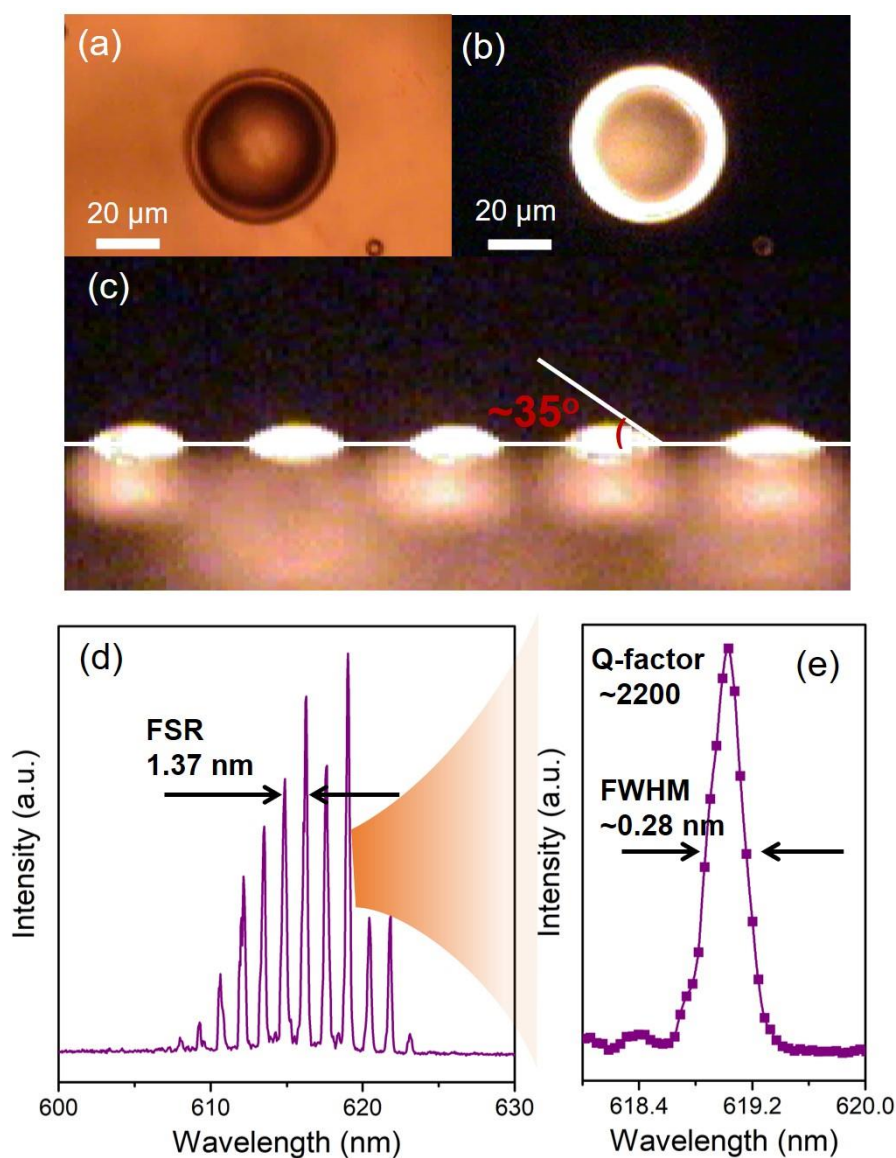 (a)
20 µm
(b)
20 µm
(c)
~35°
(d)
FSR
1.37 nm
Intensity (a.u.)
600 610 620 630
Wavelength (nm)
(e)
Q-factor
~2200
FWHM
~0.28 nm
Intensity (a.u.)
618.4 619.2 620.0
Wavelength (nm)